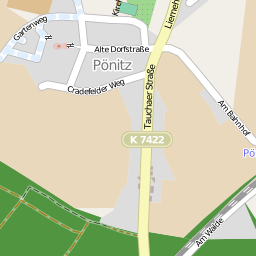 Gartenweg
Alte Dorfstraße
Pönitz
Cradefelder Weg
Tauchaer Straße
Am Bahnhof
K 7422
Am Walde